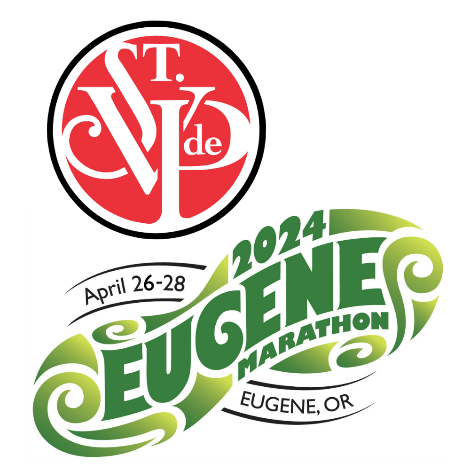 ST.
V de P
2024
April 26-28
EUGENE
MARATHON
EUGENE, OR